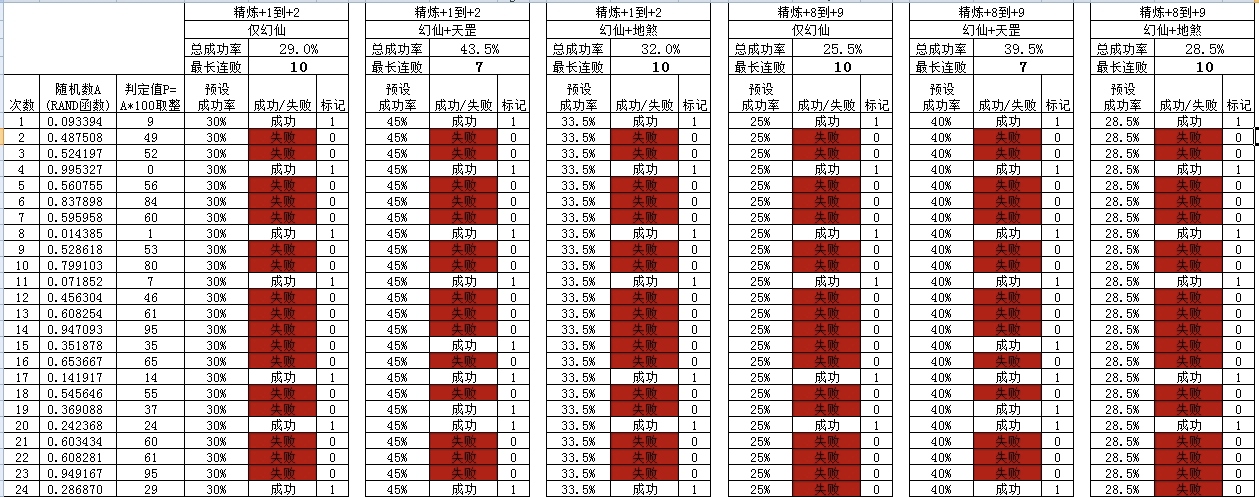 精炼+1到+2 精炼+1到+2 精炼+1到+2 精炼+8到+9 精炼+8到+9 精炼+8到+9
仅幻仙 幻仙+天罡 幻仙+地煞 仅幻仙 幻仙+天罡 幻仙+地煞
总成功率 29.0% 总成功率 43.5% 总成功率 32.0% 总成功率 25.5% 总成功率 39.5% 总成功率 28.5%
最长连败 10 最长连败 7 最长连败 10 最长连败 10 最长连败 7 最长连败 10
随机数A 判定值P= 预设 预设 预设 预设 预设 预设
次数 (RAND函数) A*100取整 成功率 成功/失败 标记 成功率 成功/失败 标记 成功率 成功/失败 标记 成功率 成功/失败 标记 成功率 成功/失败 标记 成功率 成功/失败 标记
1 0.093394 9 30% 成功 1 45% 成功 1 33.5% 成功 1 25% 成功 1 40% 成功 1 28.5% 成功 1
2 0.487508 49 30% 失败 0 45% 失败 0 33.5% 失败 0 25% 失败 0 40% 失败 0 28.5% 失败 0
3 0.524197 52 30% 失败 0 45% 失败 0 33.5% 失败 0 25% 失败 0 40% 失败 0 28.5% 失败 0
4 0.995327 0 30% 成功 1 45% 成功 1 33.5% 成功 1 25% 成功 1 40% 成功 1 28.5% 成功 1
5 0.560755 56 30% 失败 0 45% 失败 0 33.5% 失败 0 25% 失败 0 40% 失败 0 28.5% 失败 0
6 0.837898 84 30% 失败 0 45% 失败 0 33.5% 失败 0 25% 失败 0 40% 失败 0 28.5% 失败 0
7 0.595958 60 30% 失败 0 45% 失败 0 33.5% 失败 0 25% 失败 0 40% 失败 0 28.5% 失败 0
8 0.014385 1 30% 成功 1 45% 成功 1 33.5% 成功 1 25% 成功 1 40% 成功 1 28.5% 成功 1
9 0.528618 53 30% 失败 0 45% 失败 0 33.5% 失败 0 25% 失败 0 40% 失败 0 28.5% 失败 0
10 0.799103 80 30% 失败 0 45% 失败 0 33.5% 失败 0 25% 失败 0 40% 失败 0 28.5% 失败 0
11 0.071852 7 30% 成功 1 45% 成功 1 33.5% 成功 1 25% 成功 1 40% 成功 1 28.5% 成功 1
12 0.456304 46 30% 失败 0 45% 失败 0 33.5% 失败 0 25% 失败 0 40% 失败 0 28.5% 失败 0
13 0.608254 61 30% 失败 0 45% 失败 0 33.5% 失败 0 25% 失败 0 40% 失败 0 28.5% 失败 0
14 0.947093 95 30% 失败 0 45% 失败 0 33.5% 失败 0 25% 失败 0 40% 失败 0 28.5% 失败 0
15 0.351878 35 30% 失败 0 45% 成功 1 33.5% 失败 0 25% 失败 0 40% 成功 1 28.5% 失败 0
16 0.653667 65 30% 失败 0 45% 失败 0 33.5% 失败 0 25% 失败 0 40% 失败 0 28.5% 失败 0
17 0.141917 14 30% 成功 1 45% 成功 1 33.5% 成功 1 25% 成功 1 40% 成功 1 28.5% 成功 1
18 0.545646 55 30% 失败 0 45% 失败 0 33.5% 失败 0 25% 失败 0 40% 失败 0 28.5% 失败 0
19 0.369088 37 30% 失败 0 45% 成功 1 33.5% 失败 0 25% 失败 0 40% 成功 1 28.5% 失败 0
20 0.242368 24 30% 成功 1 45% 成功 1 33.5% 成功 1 25% 成功 1 40% 成功 1 28.5% 成功 1
21 0.603434 60 30% 失败 0 45% 失败 0 33.5% 失败 0 25% 失败 0 40% 失败 0 28.5% 失败 0
22 0.608281 61 30% 失败 0 45% 失败 0 33.5% 失败 0 25% 失败 0 40% 失败 0 28.5% 失败 0
23 0.949167 95 30% 失败 0 45% 失败 0 33.5% 失败 0 25% 失败 0 40% 失败 0 28.5% 失败 0
24 0.286870 29 30% 成功 1 45% 成功 1 33.5% 成功 1 25% 失败 0 40% 成功 1 28.5% 失败 0